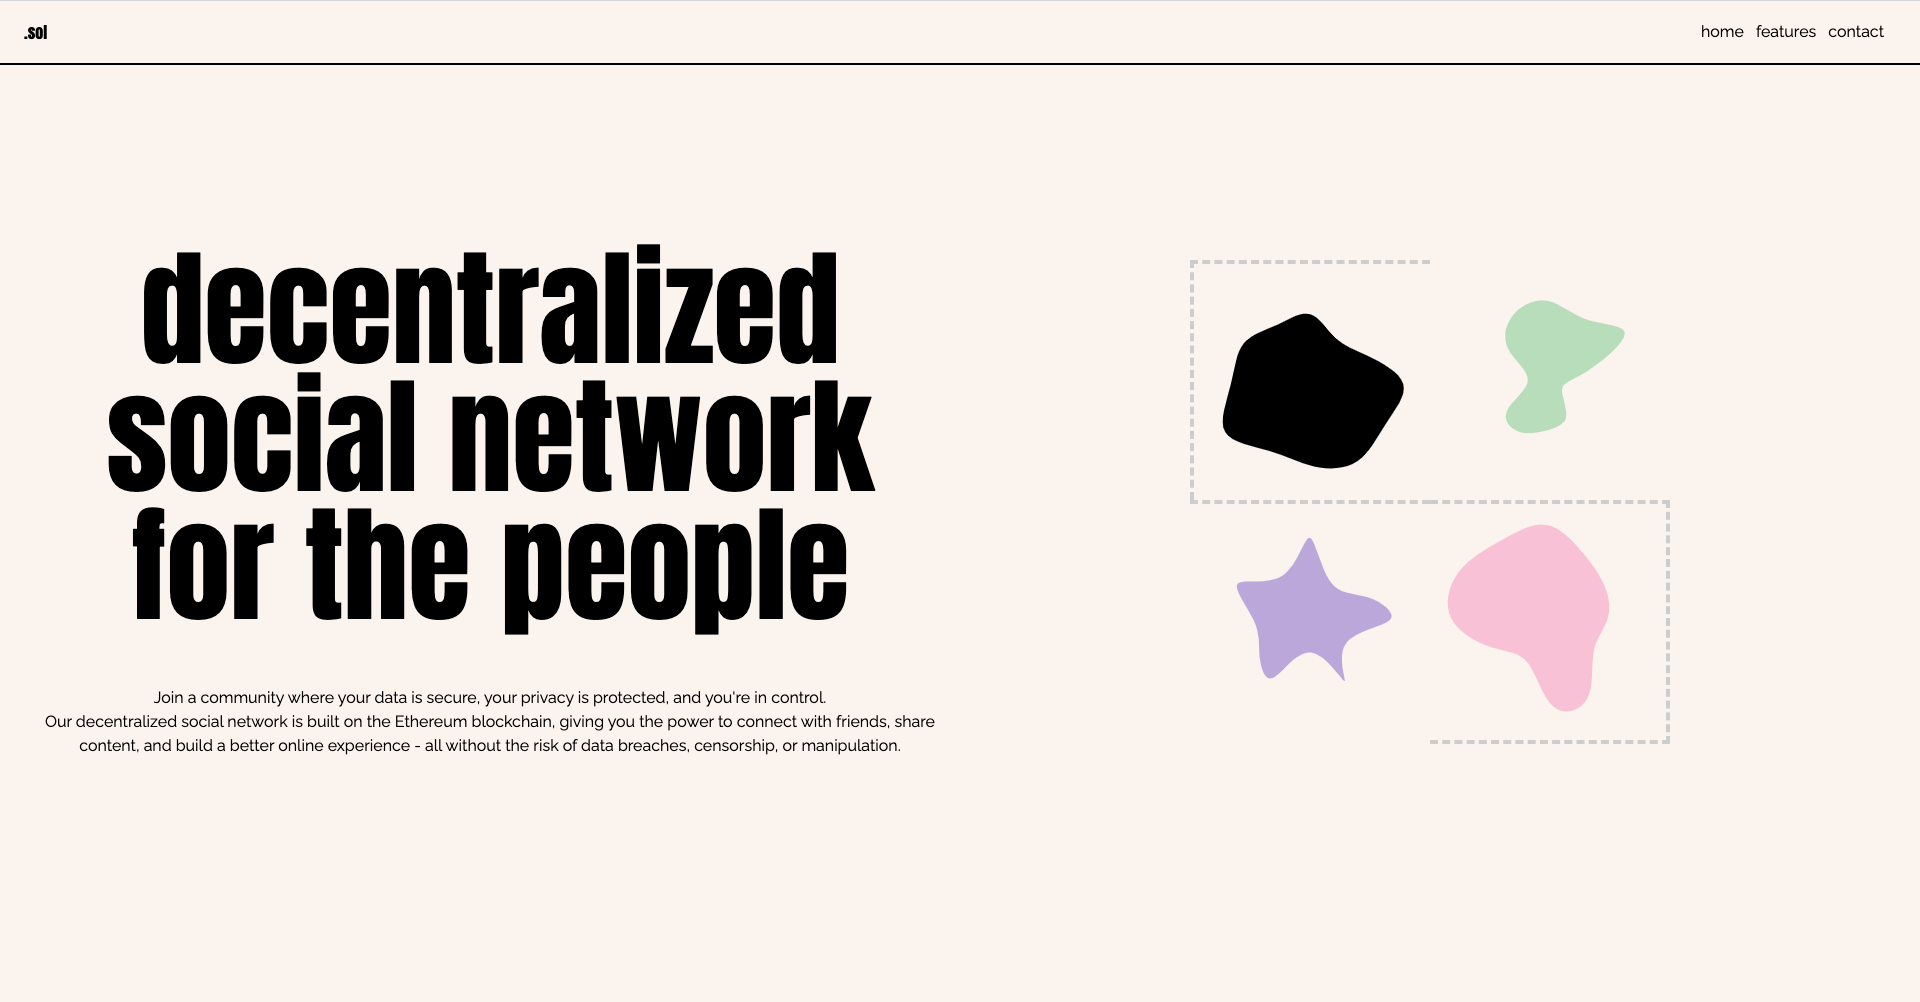 .sol
home features contact
decentralized
social network
for the people
Join a community where your data is secure, your privacy is protected, and you're in control.
Our decentralized social network is built on the Ethereum blockchain, giving you the power to connect with friends, share
content, and build a better online experience - all without the risk of data breaches, censorship, or manipulation.